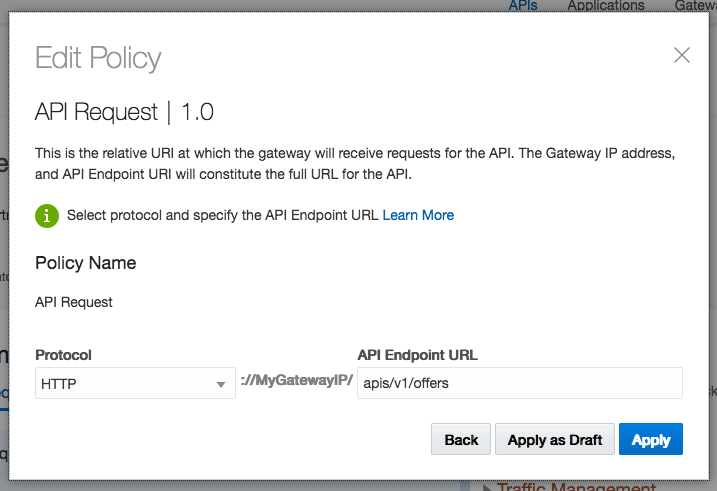 APIs Applications
Edit Policy
API Request | 1.0
This is the relative URI at which the gateway will receive requests for the API. The Gateway IP address,
and API Endpoint URI will constitute the full URL for the API.
i Select protocol and specify the API Endpoint URL Learn More
Policy Name
API Request
Protocol API Endpoint URL
HTTP ://MyGatewayIP/ apis/v1/offers
Back Apply as Draft Apply
Traffic Management